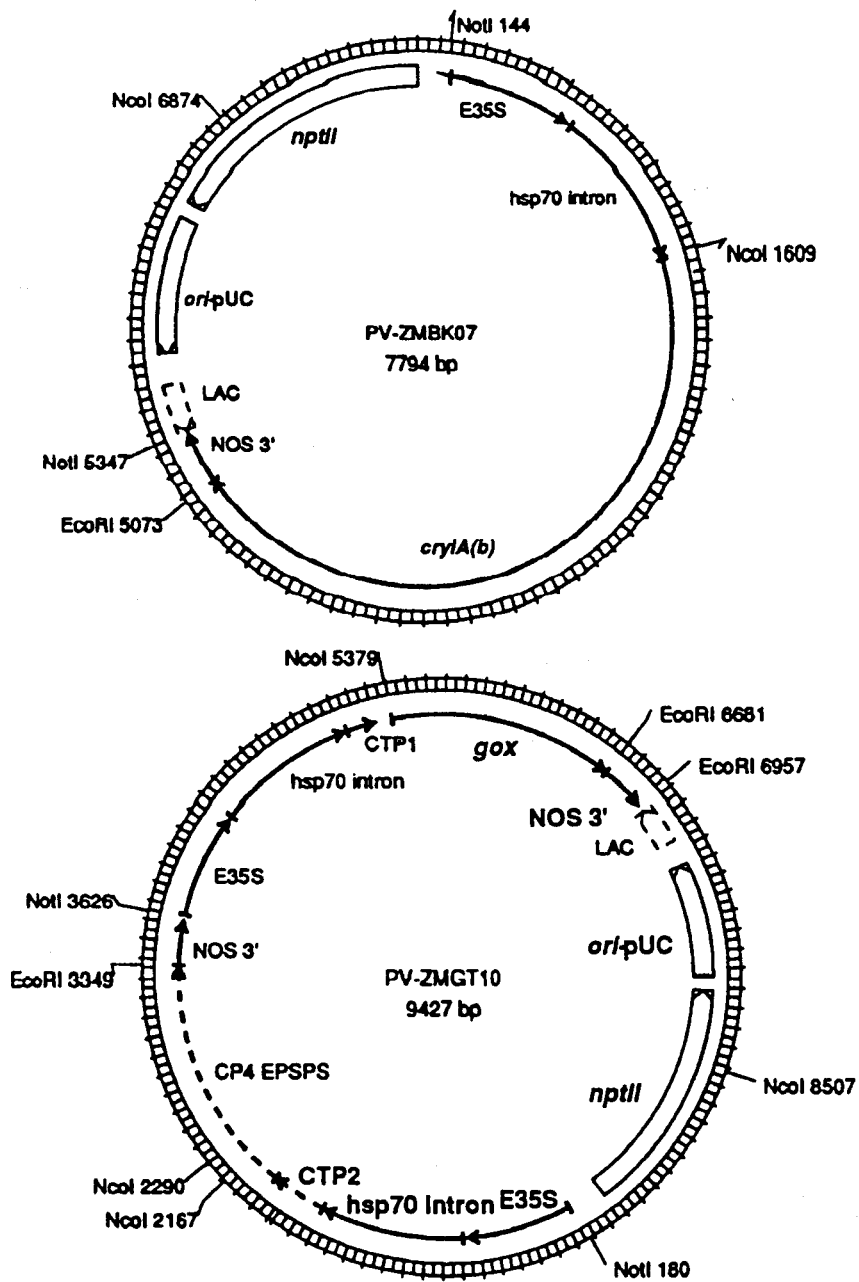 NotI 144
NcoI 6874
E35S
nptII
hsp70 intron
NcoI 1609
ori-pUC
PV-ZMBK07
7794 bp
LAC
NOS 3'
NotI 5347
EcoRI 5073
cryIA(b)
NcoI 5379
EcoRI 6681
CTP1
gox
EcoRI 6957
hsp70 intron
NOS 3'
LAC
E35S
NotI 3626
NOS 3'
ori-pUC
EcoRI 3349
PV-ZMGT10
9427 bp
CP4 EPSPS
nptII
NcoI 8507
NcoI 2290
CTP2
NcoI 2167
hsp70 intron E35S
NotI 180